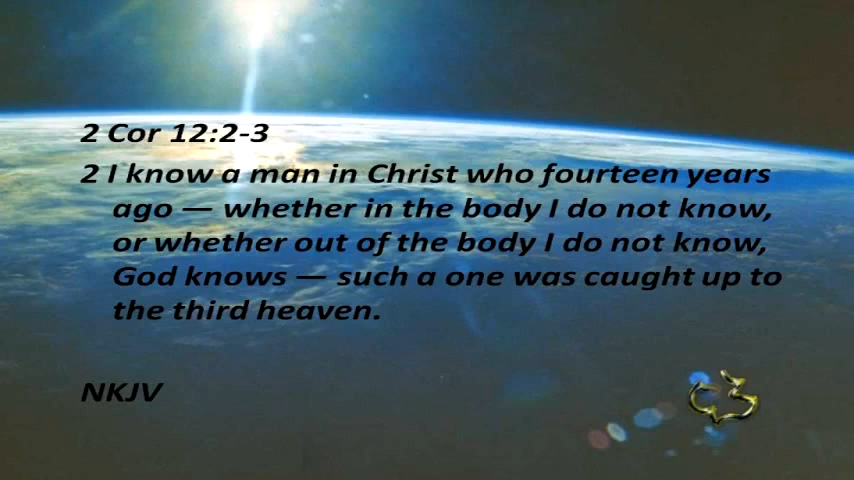 2 Cor 12:2-3
2 I know a man in Christ who fourteen years
ago — whether in the body I do not know,
or whether out of the body I do not know,
God knows — such a one was caught up to
the third heaven.
NKJV